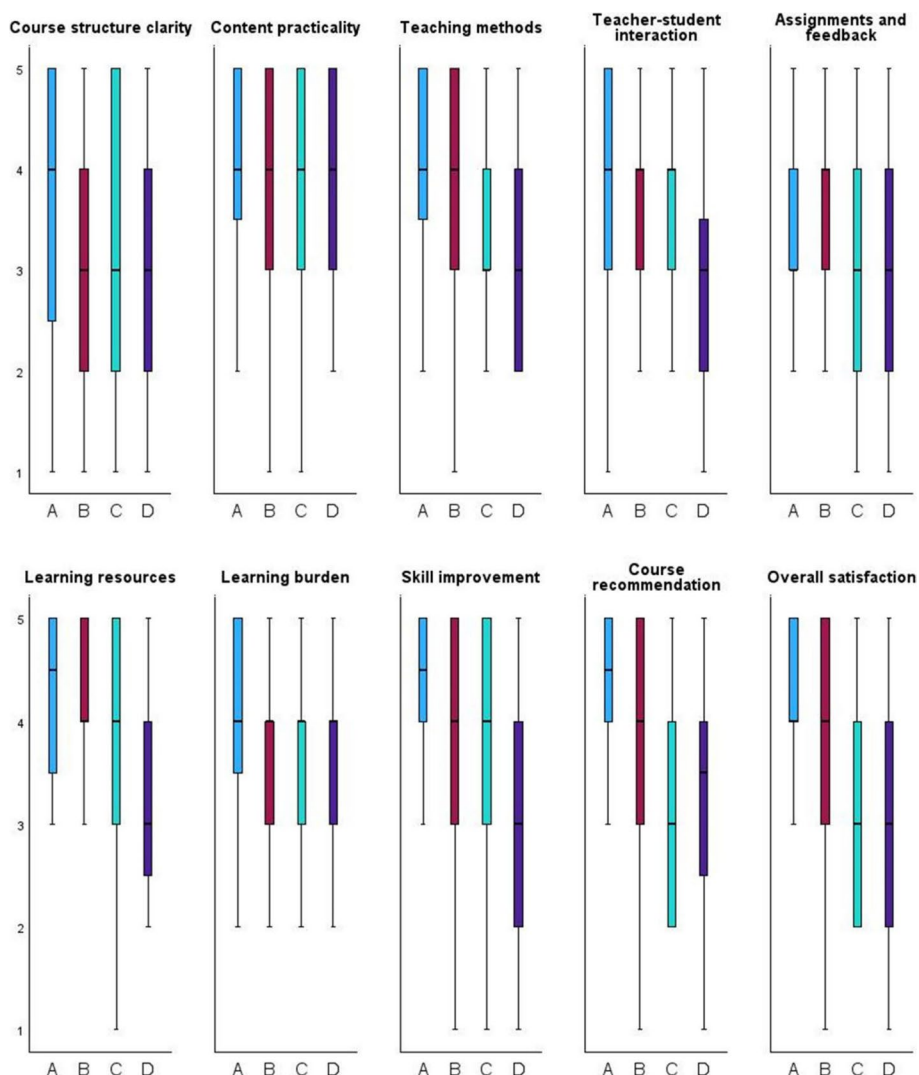 Course structure clarity
Content practicality
Teaching methods
Teacher-student
interaction
Assignments and
feedback
5
4
3
2
1
A B C D
A B C D
A B C D
A B C D
A B C D
Learning resources
Learning burden
Skill improvement
Course
recommendation
Overall satisfaction
5
4
3
2
1
A B C D
A B C D
A B C D
A B C D
A B C D